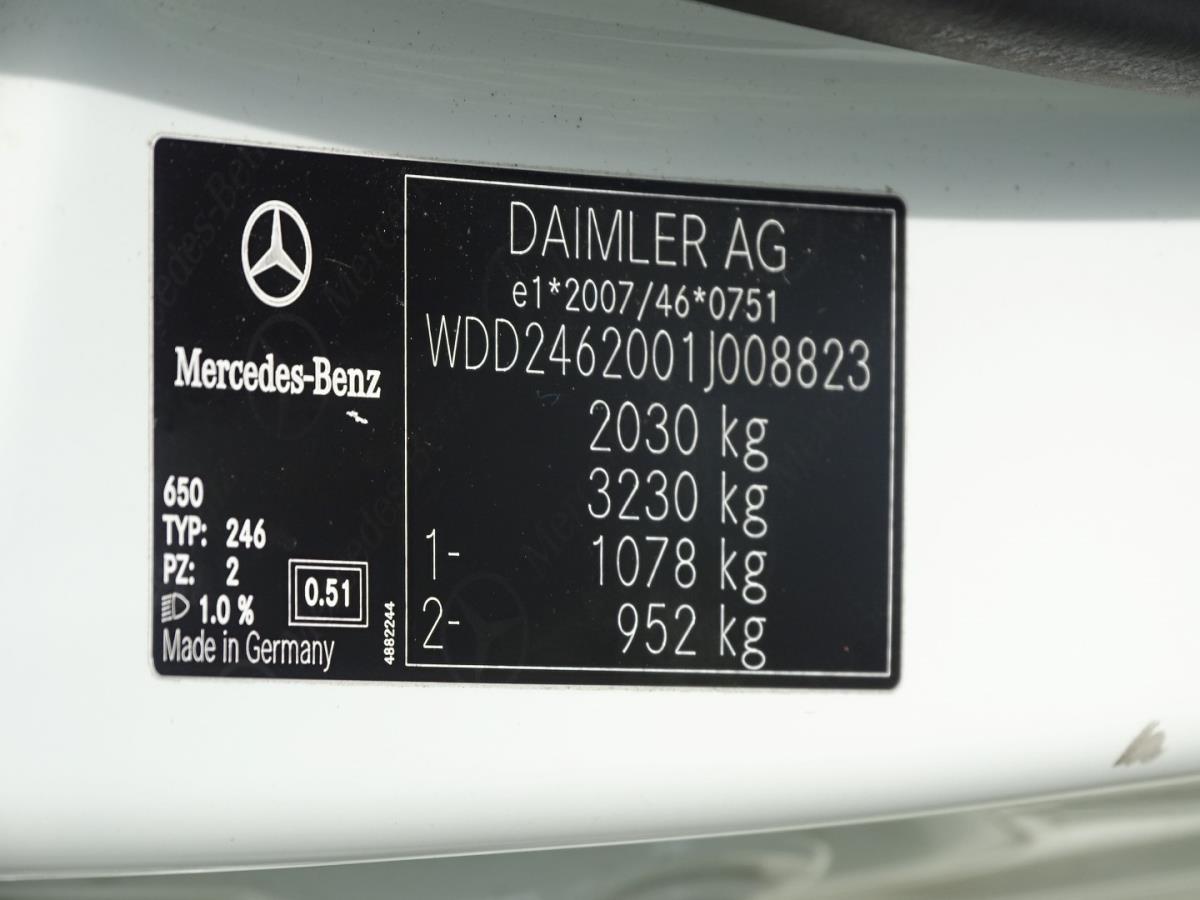 Mercedes-Benz
650
TYP: 246
PZ: 2
1.0 %
0.51
Made in Germany
4882244
DAIMLER AG
e1*2007/46*0751
WDD2462001J008823
2030 kg
3230 kg
1- 1078 kg
2- 952 kg